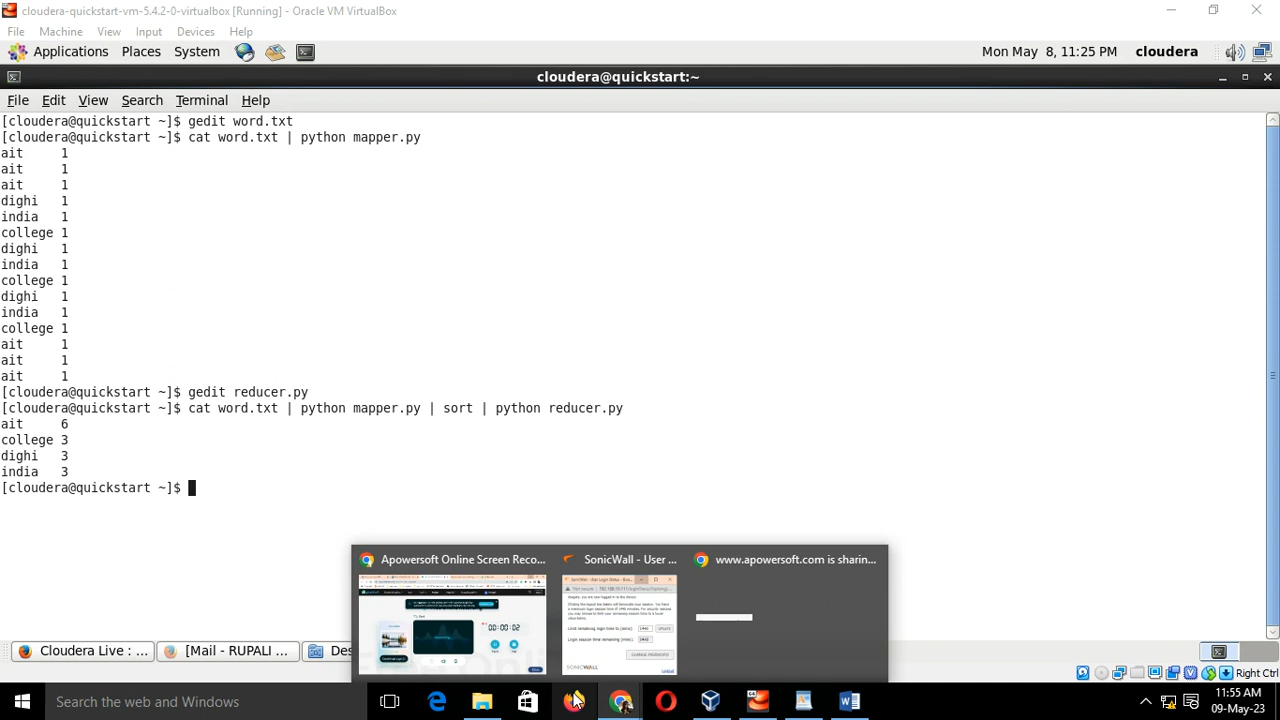 cloudera-quickstart-vm-5.4.2-0-virtualbox [Running] - Oracle VM VirtualBox
File Machine View Input Devices Help
Applications Places System Mon May 8, 11:25 PM cloudera
cloudera@quickstart:~
File Edit View Search Terminal Help
[cloudera@quickstart ~]$ gedit word.txt
[cloudera@quickstart ~]$ cat word.txt | python mapper.py
ait 1
ait 1
ait 1
dighi 1
india 1
college 1
dighi 1
india 1
college 1
dighi 1
india 1
college 1
ait 1
ait 1
ait 1
[cloudera@quickstart ~]$ gedit reducer.py
[cloudera@quickstart ~]$ cat word.txt | python mapper.py | sort | python reducer.py
ait 6
college 3
dighi 3
india 3
[cloudera@quickstart ~]$
Apowersoft Online Screen Reco... SonicWall - User ... www.apowersoft.com is sharin...
00:00:02
CHANGE PASSWORD
SONICWALL
Cloudera Live : ... [Mail - RUPALI ... Des
Right Ctrl
Search the web and Windows
11:55 AM
09-May-23